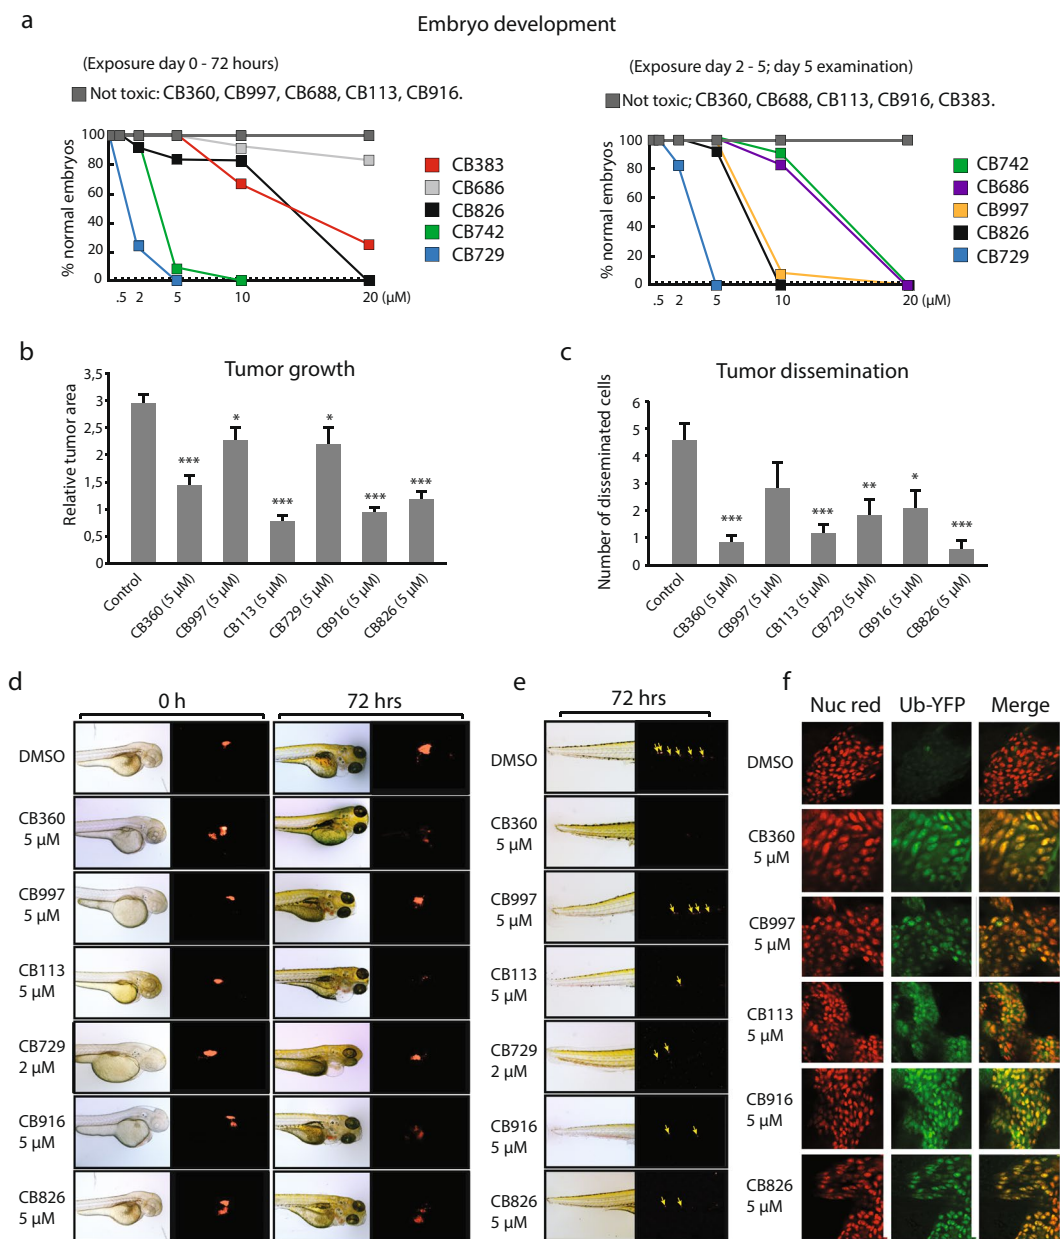 a
Embryo development
(Exposure day 0 - 72 hours)
Not toxic: CB360, CB997, CB688, CB113, CB916.
% normal embryos
100
80
60
40
20
0
.5 2 5 10 20 (μM)
CB383
CB686
CB826
CB742
CB729
(Exposure day 2 - 5; day 5 examination)
Not toxic; CB360, CB688, CB113, CB916, CB383.
% normal embryos
100
80
60
40
20
0
.5 2 5 10 20 (μM)
CB742
CB686
CB997
CB826
CB729
b
Tumor growth
Relative tumor area
3,5
3
2,5
2
1,5
1
0,5
0
*** * *** * *** ***
Control
CB360 (5 μM)
CB997 (5 μM)
CB113 (5 μM)
CB729 (5 μM)
CB916 (5 μM)
CB826 (5 μM)
c
Tumor dissemination
Number of disseminated cells
6
5
4
3
2
1
0
*** *** ** * ***
Control
CB360 (5 μM)
CB997 (5 μM)
CB113 (5 μM)
CB729 (5 μM)
CB916 (5 μM)
CB826 (5 μM)
d
0 h 72 hrs
DMSO
CB360
5 μM
CB997
5 μM
CB113
5 μM
CB729
2 μM
CB916
5 μM
CB826
5 μM
e
72 hrs
DMSO
CB360
5 μM
CB997
5 μM
CB113
5 μM
CB729
2 μM
CB916
5 μM
CB826
5 μM
f
Nuc red Ub-YFP Merge
DMSO
CB360
5 μM
CB997
5 μM
CB113
5 μM
CB916
5 μM
CB826
5 μM